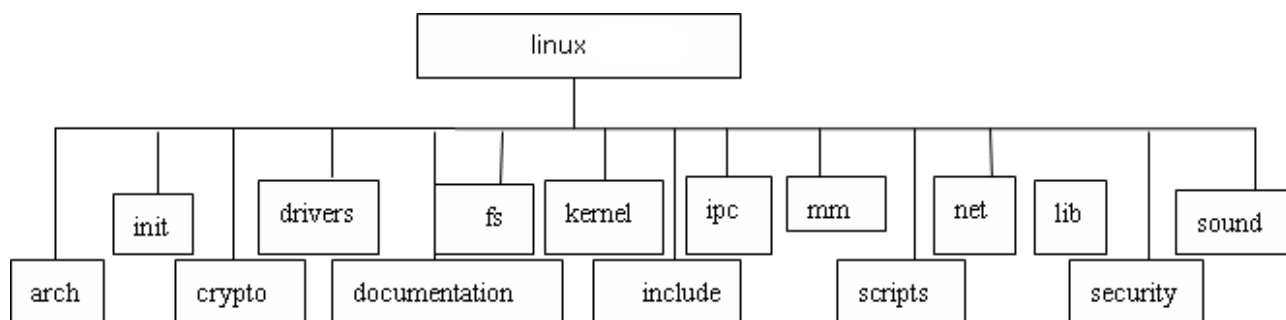 linux
init
drivers
fs
kernel
ipc
mm
net
lib
sound
arch
crypto
documentation
include
scripts
security